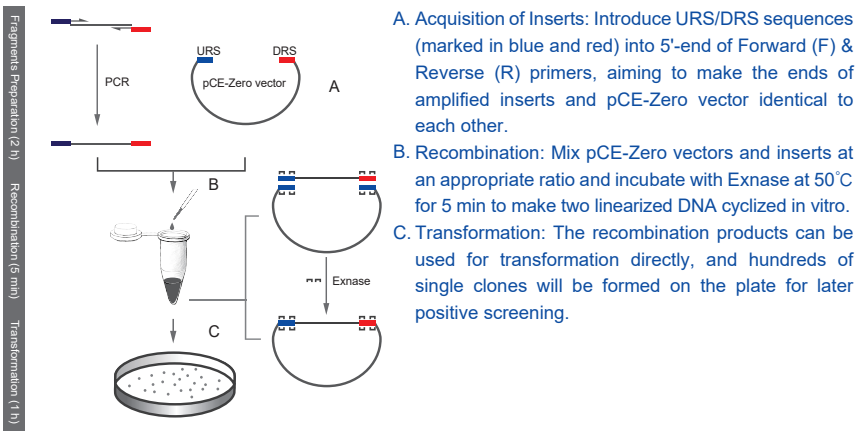 Fragments Preparation (2 h)
Recombination (5 min)
Transformation (1 h)
PCR
URS
DRS
pCE-Zero vector
A
B
Exnase
C
A. Acquisition of Inserts: Introduce URS/DRS sequences
(marked in blue and red) into 5'-end of Forward (F) &
Reverse (R) primers, aiming to make the ends of
amplified inserts and pCE-Zero vector identical to
each other.
B. Recombination: Mix pCE-Zero vectors and inserts at
an appropriate ratio and incubate with Exnase at 50℃
for 5 min to make two linearized DNA cyclized in vitro.
C. Transformation: The recombination products can be
used for transformation directly, and hundreds of
single clones will be formed on the plate for later
positive screening.